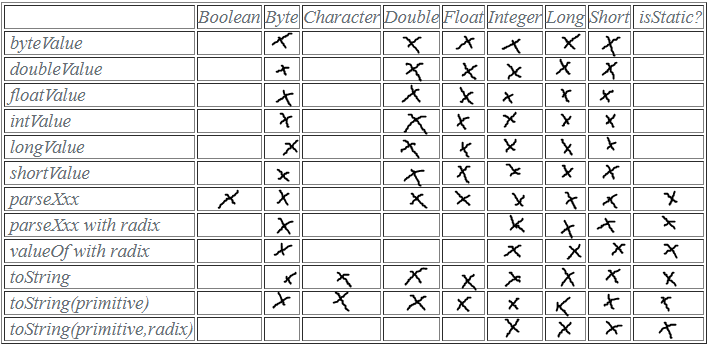 Boolean Byte Character Double Float Integer Long Short isStatic?
byteValue X X X X X X
doubleValue X X X X X X
floatValue X X X X X X
intValue X X X X X X
longValue X X X X X X
shortValue X X X X X X
parseXxx X X X X X X X X
parseXxx with radix X X X X X
valueOf with radix X X X X X
toString X X X X X X X X
toString(primitive) X X X X X X X X
toString(primitive,radix) X X X X